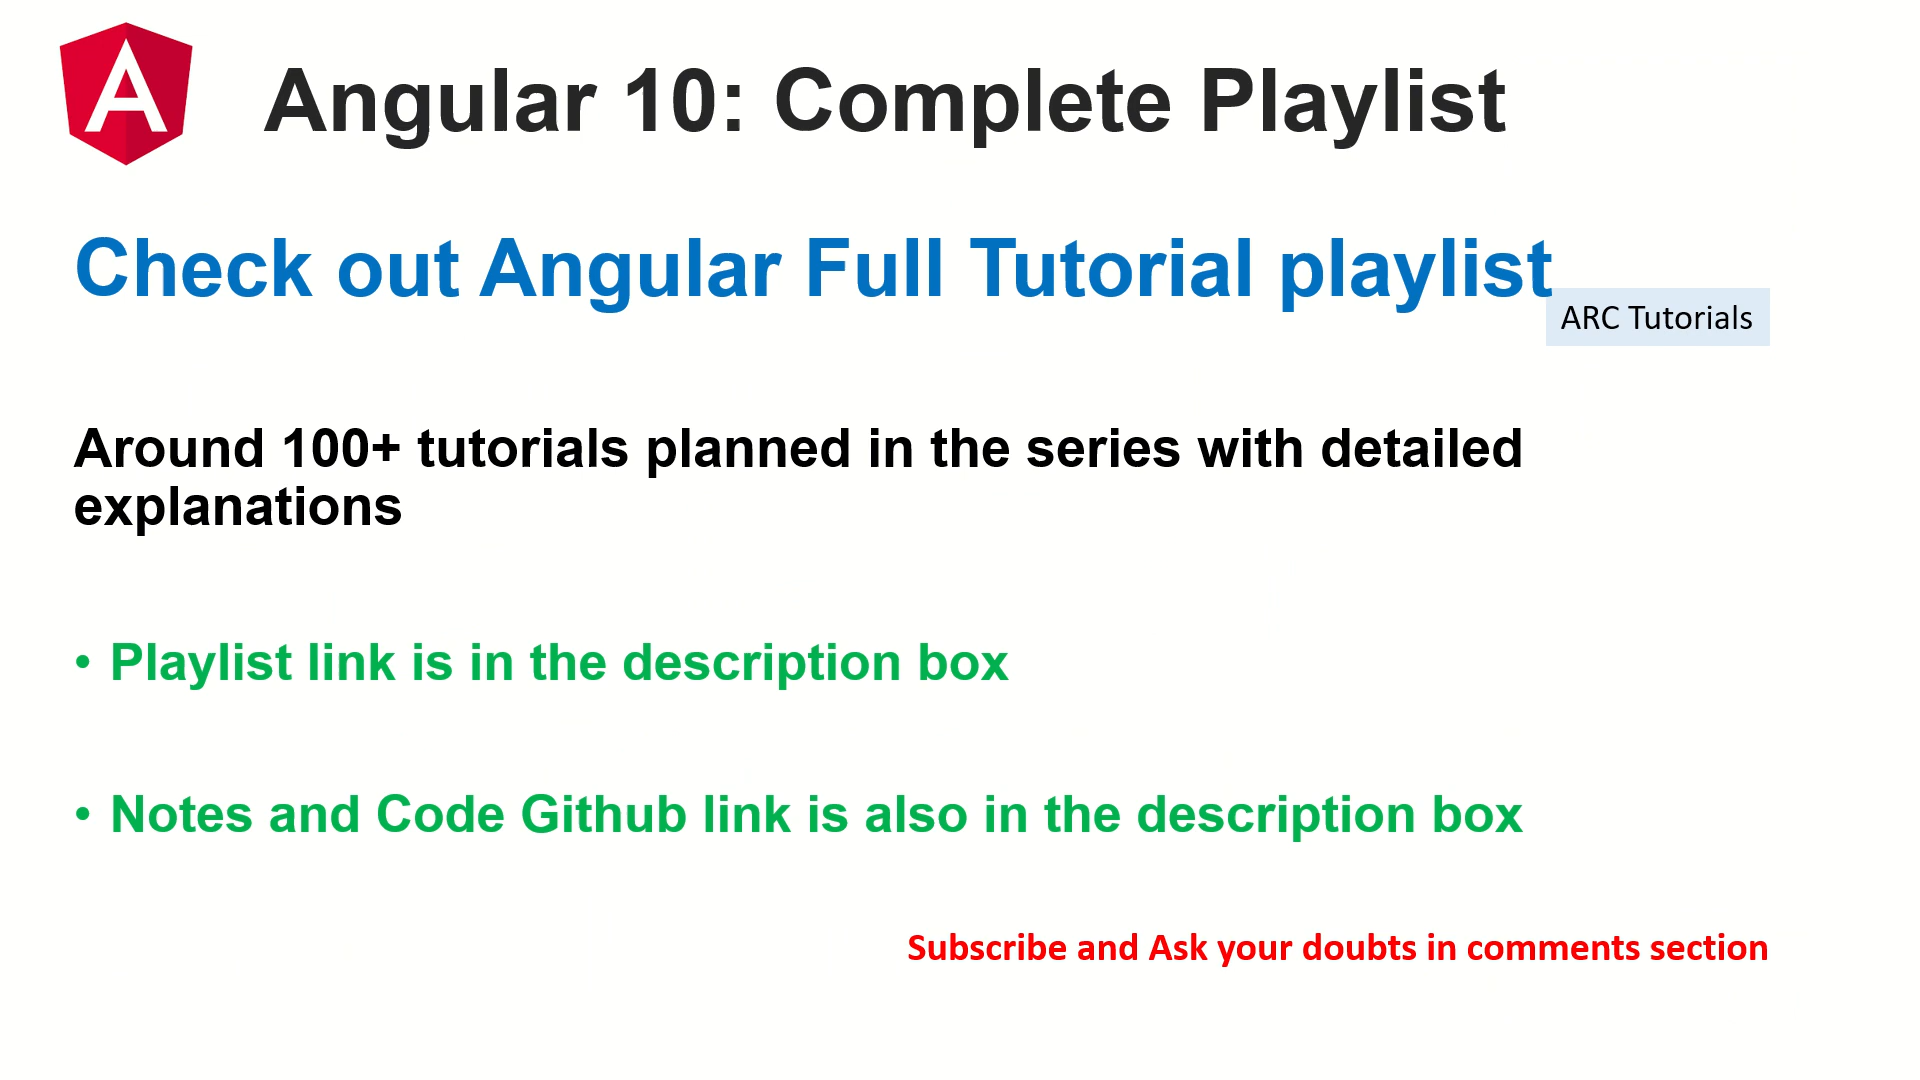 Angular 10: Complete Playlist
Check out Angular Full Tutorial playlist
ARC Tutorials
Around 100+ tutorials planned in the series with detailed
explanations
• Playlist link is in the description box
• Notes and Code Github link is also in the description box
Subscribe and Ask your doubts in comments section